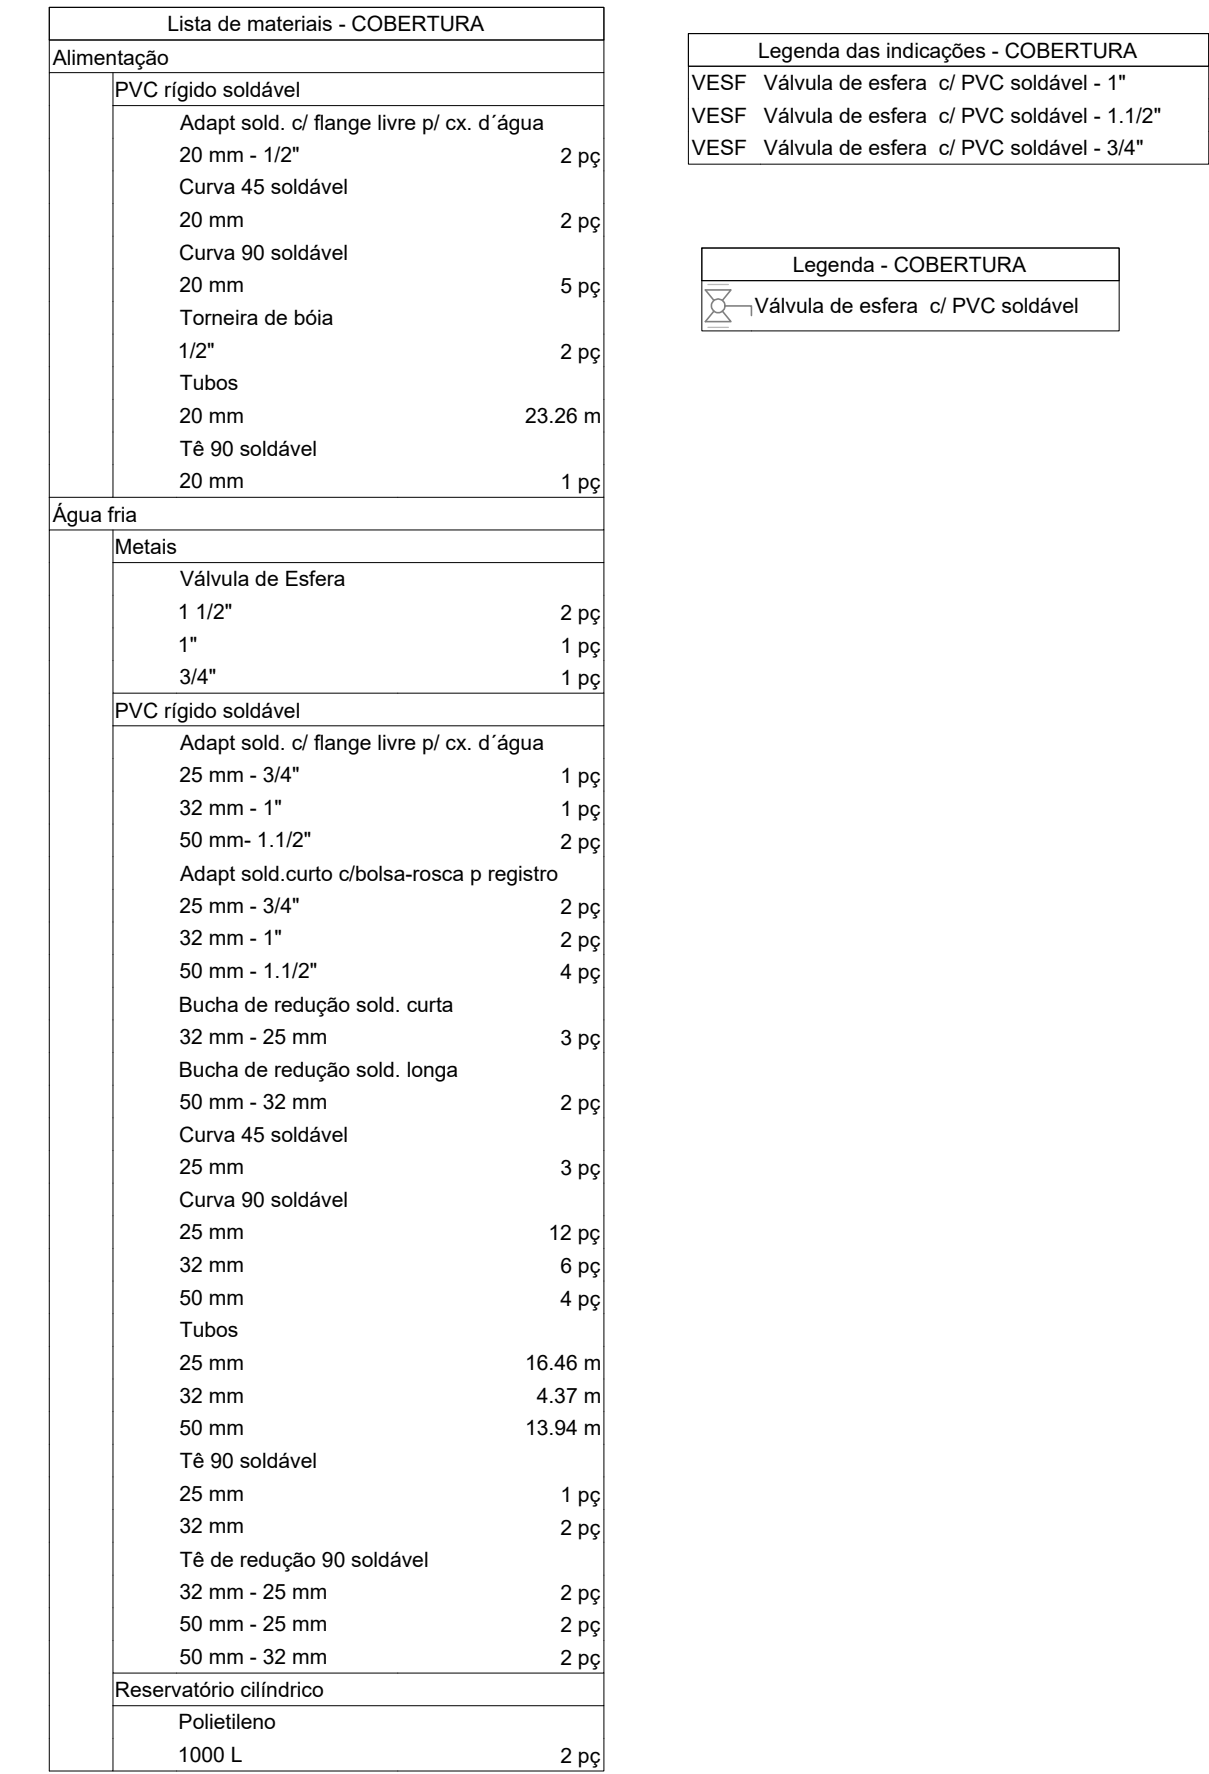 Lista de materiais - COBERTURA
Alimentação
PVC rígido soldável
Adapt sold. c/ flange livre p/ cx. d´água
20 mm - 1/2" 2 pç
Curva 45 soldável
20 mm 2 pç
Curva 90 soldável
20 mm 5 pç
Torneira de bóia
1/2" 2 pç
Tubos
20 mm 23.26 m
Tê 90 soldável
20 mm 1 pç
Água fria
Metais
Válvula de Esfera
1 1/2" 2 pç
1" 1 pç
3/4" 1 pç
PVC rígido soldável
Adapt sold. c/ flange livre p/ cx. d´água
25 mm - 3/4" 1 pç
32 mm - 1" 1 pç
50 mm- 1.1/2" 2 pç
Adapt sold.curto c/bolsa-rosca p registro
25 mm - 3/4" 2 pç
32 mm - 1" 2 pç
50 mm - 1.1/2" 4 pç
Bucha de redução sold. curta
32 mm - 25 mm 3 pç
Bucha de redução sold. longa
50 mm - 32 mm 2 pç
Curva 45 soldável
25 mm 3 pç
Curva 90 soldável
25 mm 12 pç
32 mm 6 pç
50 mm 4 pç
Tubos
25 mm 16.46 m
32 mm 4.37 m
50 mm 13.94 m
Tê 90 soldável
25 mm 1 pç
32 mm 2 pç
Tê de redução 90 soldável
32 mm - 25 mm 2 pç
50 mm - 25 mm 2 pç
50 mm - 32 mm 2 pç
Reservatório cilíndrico
Polietileno
1000 L 2 pç
Legenda das indicações - COBERTURA
VESF Válvula de esfera c/ PVC soldável - 1"
VESF Válvula de esfera c/ PVC soldável - 1.1/2"
VESF Válvula de esfera c/ PVC soldável - 3/4"
Legenda - COBERTURA
Válvula de esfera c/ PVC soldável